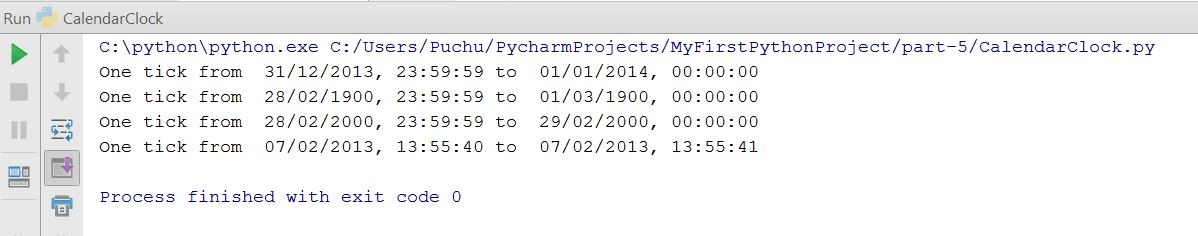 Run CalendarClock
C:\python\python.exe C:/Users/Puchu/PycharmProjects/MyFirstPythonProject/part-5/CalendarClock.py
One tick from  31/12/2013, 23:59:59 to  01/01/2014, 00:00:00
One tick from  28/02/1900, 23:59:59 to  01/03/1900, 00:00:00
One tick from  28/02/2000, 23:59:59 to  29/02/2000, 00:00:00
One tick from  07/02/2013, 13:55:40 to  07/02/2013, 13:55:41
Process finished with exit code 0